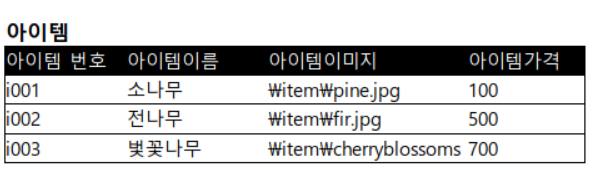 아이템
아이템 번호 아이템이름 아이템이미지 아이템가격
i001 소나무 ₩item₩pine.jpg 100
i002 전나무 ₩item₩fir.jpg 500
i003 벚꽃나무 ₩item₩cherryblossoms 700